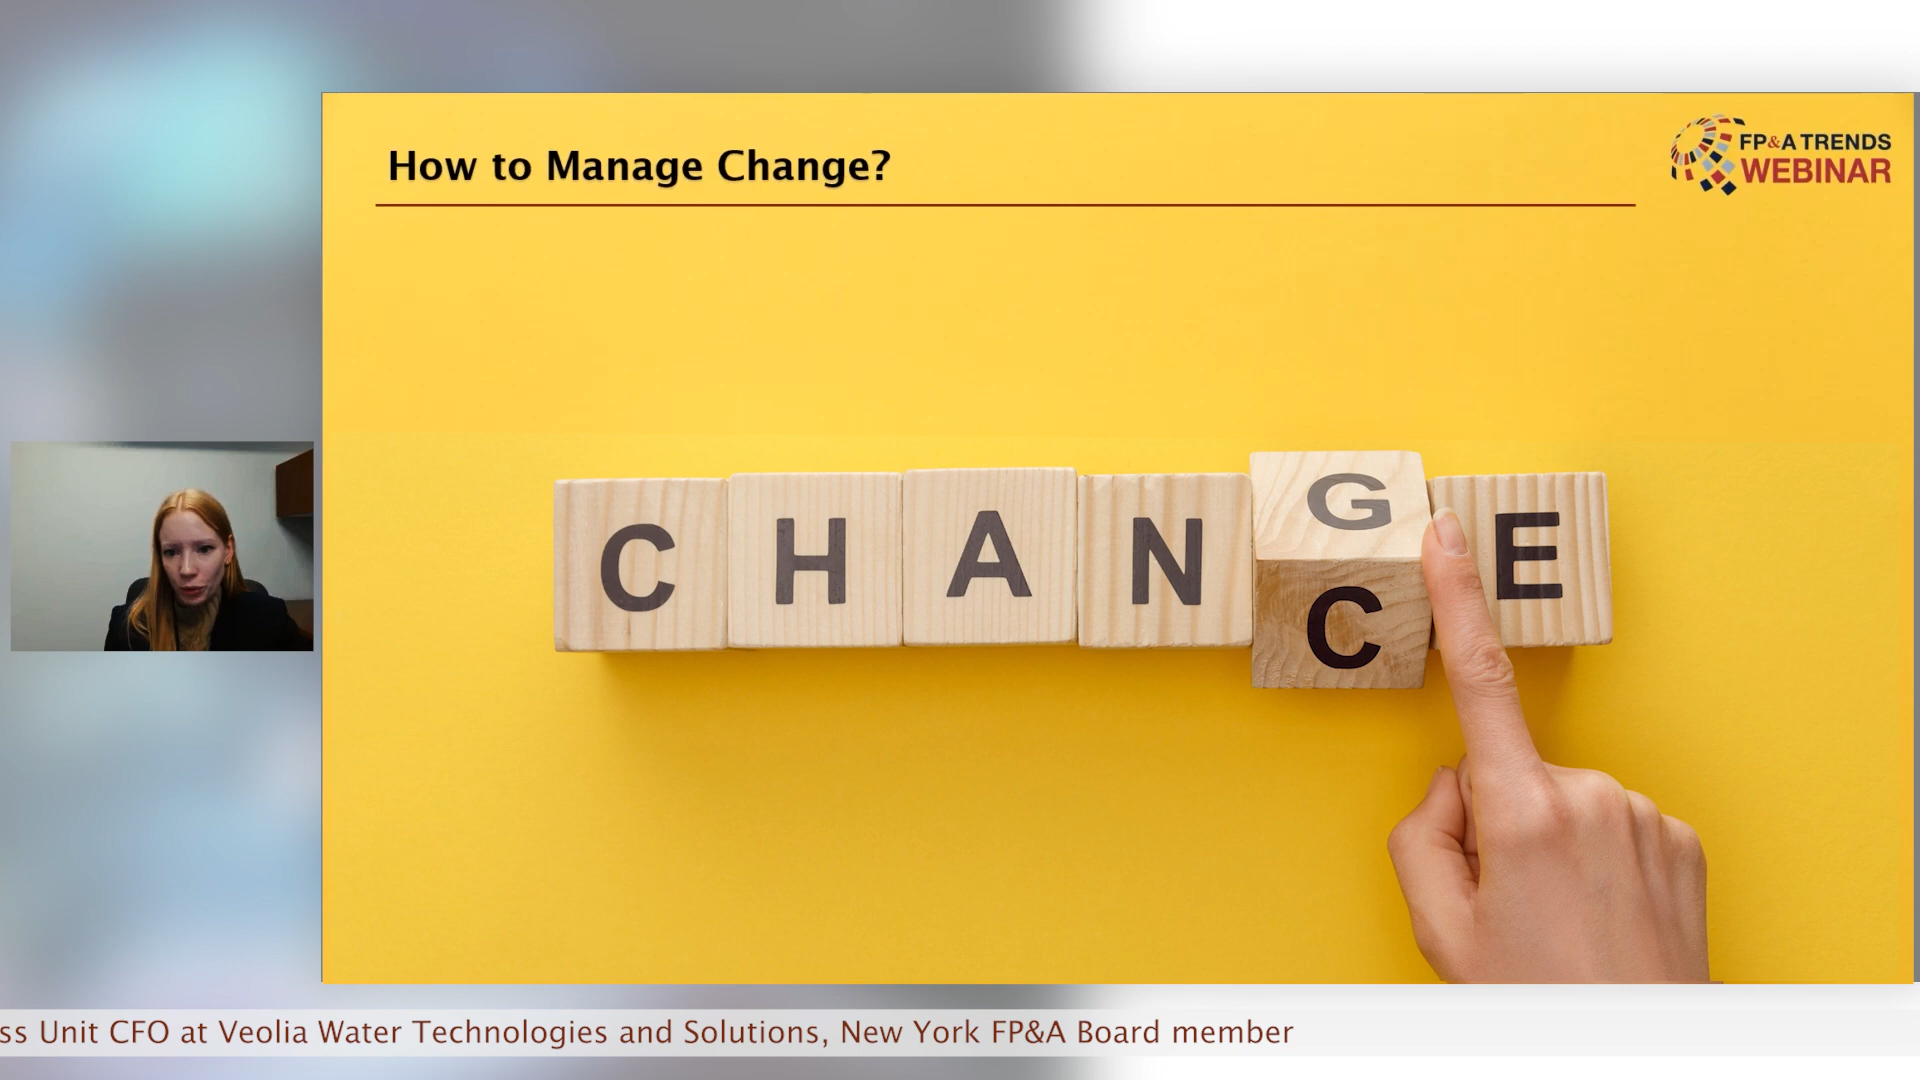 How to Manage Change?
FP&A TRENDS
WEBINAR
C H A N G E
C
ss Unit CFO at Veolia Water Technologies and Solutions, New York FP&A Board member